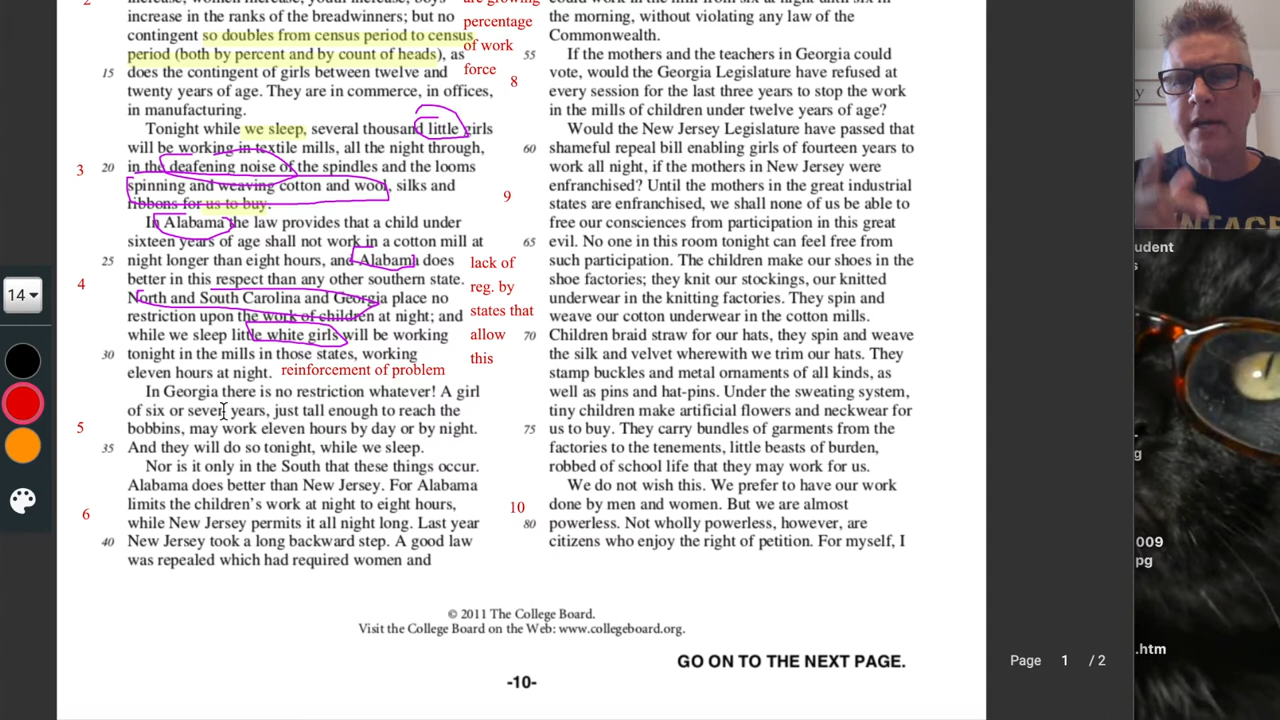 increase in the ranks of the breadwinners; but no
contingent so doubles from census period to census
period (both by percent and by count of heads), as
15 does the contingent of girls between twelve and
twenty years of age. They are in commerce, in offices,
in manufacturing.
Tonight while we sleep, several thousand little girls
will be working in textile mills, all the night through,
20 in the deafening noise of the spindles and the looms
spinning and weaving cotton and wool, silks and
ribbons for us to buy.
In Alabama the law provides that a child under
sixteen years of age shall not work in a cotton mill at
25 night longer than eight hours, and Alabama does
better in this respect than any other southern state.
North and South Carolina and Georgia place no
restriction upon the work of children at night; and
while we sleep little white girls will be working
30 tonight in the mills in those states, working
eleven hours at night.
In Georgia there is no restriction whatever! A girl
of six or seven years, just tall enough to reach the
bobbins, may work eleven hours by day or by night.
35 And they will do so tonight, while we sleep.
Nor is it only in the South that these things occur.
Alabama does better than New Jersey. For Alabama
limits the children's work at night to eight hours,
while New Jersey permits it all night long. Last year
40 New Jersey took a long backward step. A good law
was repealed which had required women and
2
3
4
5
6
percentage
of work
force
lack of
reg. by
states that
allow
this
reinforcement of problem
8
9
10
the morning, without violating any law of the
Commonwealth.
55 If the mothers and the teachers in Georgia could
vote, would the Georgia Legislature have refused at
every session for the last three years to stop the work
in the mills of children under twelve years of age?
Would the New Jersey Legislature have passed that
60 shameful repeal bill enabling girls of fourteen years to
work all night, if the mothers in New Jersey were
enfranchised? Until the mothers in the great industrial
states are enfranchised, we shall none of us be able to
free our consciences from participation in this great
65 evil. No one in this room tonight can feel free from
such participation. The children make our shoes in the
shoe factories; they knit our stockings, our knitted
underwear in the knitting factories. They spin and
weave our cotton underwear in the cotton mills.
70 Children braid straw for our hats, they spin and weave
the silk and velvet wherewith we trim our hats. They
stamp buckles and metal ornaments of all kinds, as
well as pins and hat-pins. Under the sweating system,
tiny children make artificial flowers and neckwear for
75 us to buy. They carry bundles of garments from the
factories to the tenements, little beasts of burden,
robbed of school life that they may work for us.
We do not wish this. We prefer to have our work
done by men and women. But we are almost
80 powerless. Not wholly powerless, however, are
citizens who enjoy the right of petition. For myself, I
© 2011 The College Board.
Visit the College Board on the Web: www.collegeboard.org.
GO ON TO THE NEXT PAGE.
-10-
14
Page 1 / 2
udent
s
g
009
pg
.htm